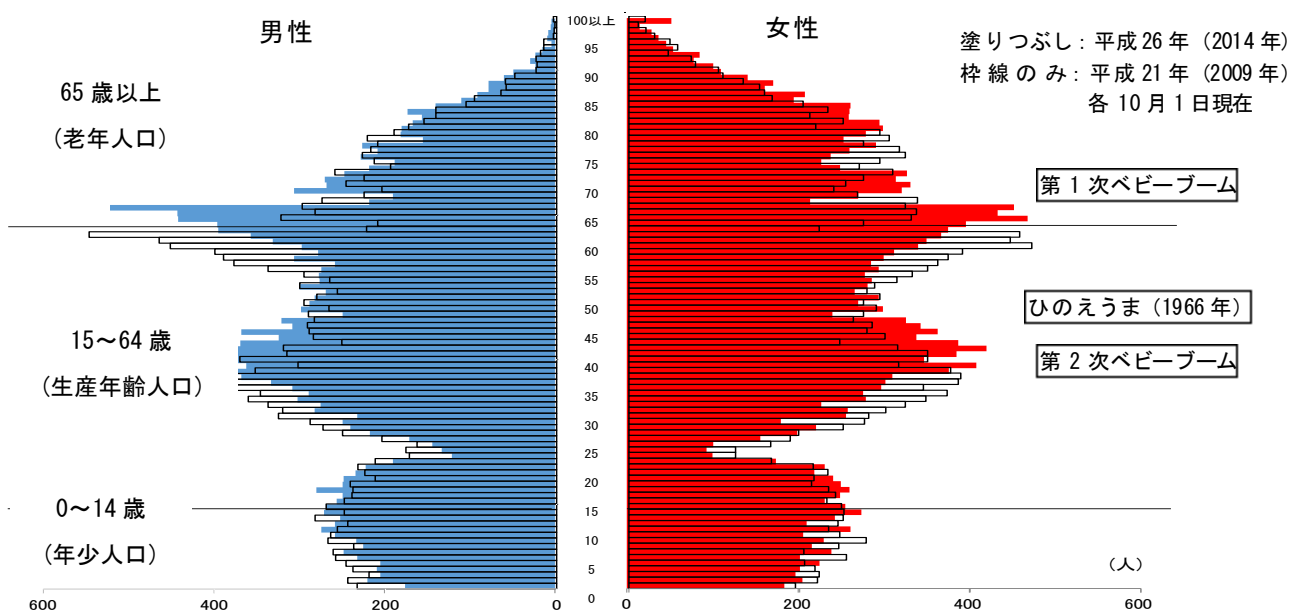 男性
女性
塗りつぶし：平成26年（2014年）
枠線のみ：平成21年（2009年）
各10月1日現在
65歳以上
(老年人口)
15～64歳
(生産年齢人口)
0～14歳
(年少人口)
100以上
95
90
85
80
75
70
65
60
55
50
45
40
35
30
25
20
15
10
5
0
第1次ベビーブーム
ひのえうま（1966年）
第2次ベビーブーム
（人）
600
400
200
0
0
200
400
600